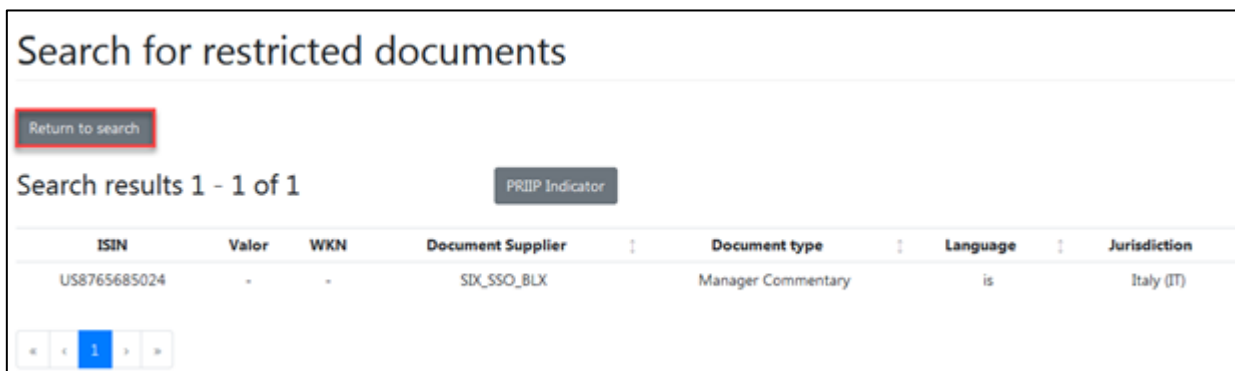 Search for restricted documents
Return to search
Search results 1 - 1 of 1 PRIIP Indicator
ISIN Valor WKN Document Supplier Document type Language Jurisdiction
US8765685024 - - SIX_SSO_BLX Manager Commentary is Italy (IT)
« ‹ 1 › »